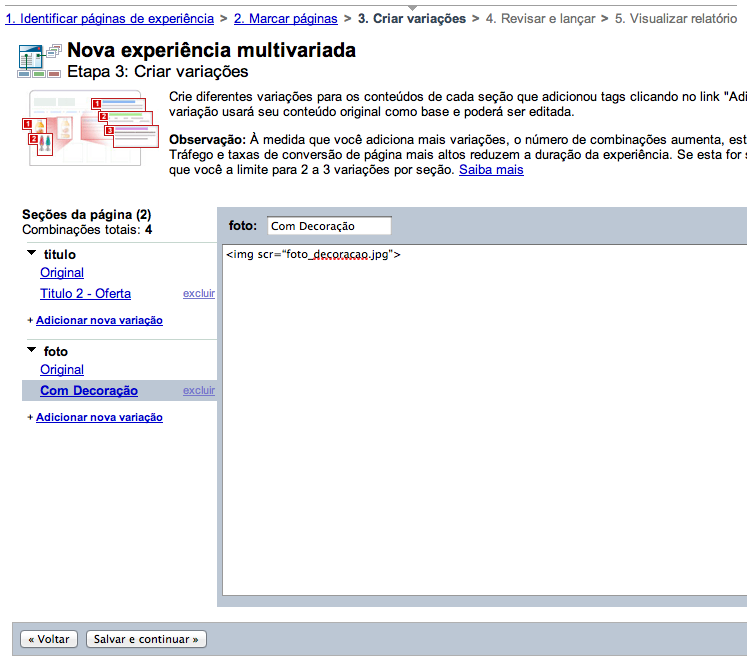 1. Identificar páginas de experiência > 2. Marcar páginas > 3. Criar variações > 4. Revisar e lançar > 5. Visualizar relatório
Nova experiência multivariada
Etapa 3: Criar variações
1
2
3
1
2
Crie diferentes variações para os conteúdos de cada seção que adicionou tags clicando no link "Adi
variação usará seu conteúdo original como base e poderá ser editada.
Observação: À medida que você adiciona mais variações, o número de combinações aumenta, est
Tráfego e taxas de conversão de página mais altos reduzem a duração da experiência. Se esta for s
que você a limite para 2 a 3 variações por seção. Saiba mais
Seções da página (2)
Combinações totais: 4
titulo
Original
Titulo 2 - Oferta excluir
+ Adicionar nova variação
foto
Original
Com Decoração excluir
+ Adicionar nova variação
foto: Com Decoração
<img scr=“foto_decoracao.jpg”>
« Voltar Salvar e continuar »